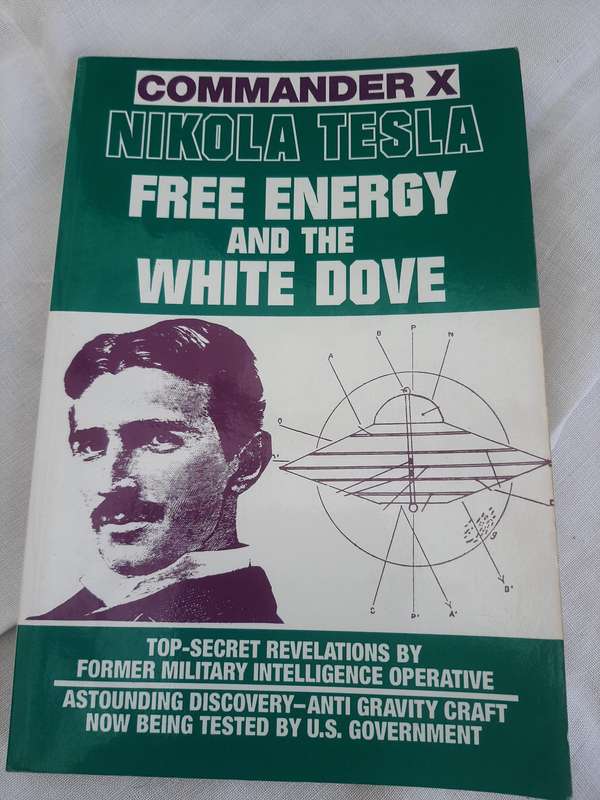 COMMANDER X
NIKOLA TESLA
FREE ENERGY
AND THE
WHITE DOVE
B P N
A
C
B'
C P' A'
TOP-SECRET REVELATIONS BY
FORMER MILITARY INTELLIGENCE OPERATIVE
ASTOUNDING DISCOVERY–ANTI GRAVITY CRAFT
NOW BEING TESTED BY U.S. GOVERNMENT